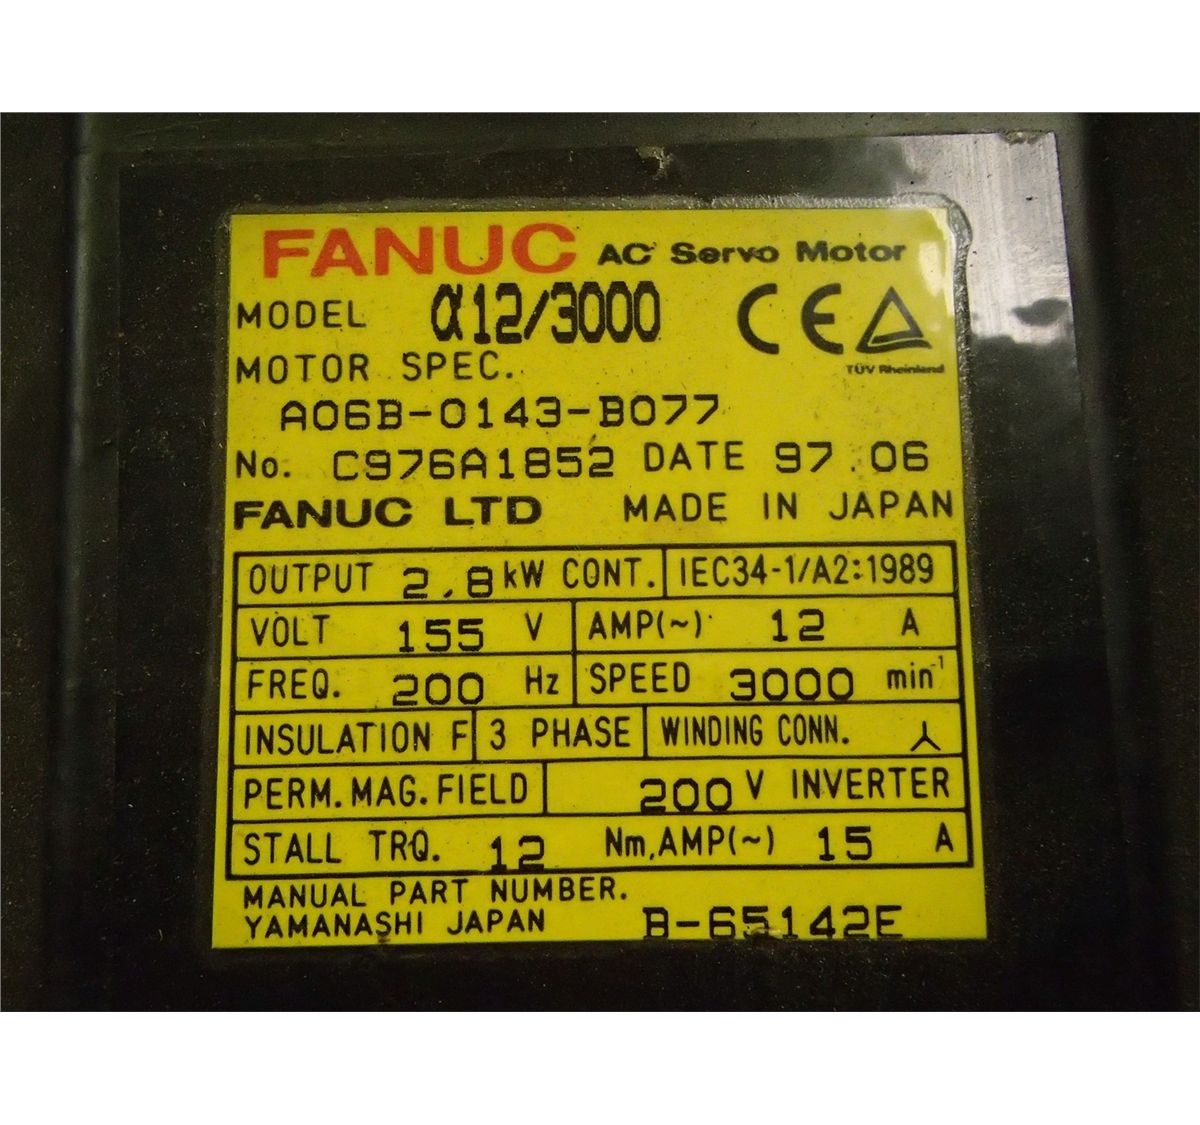 FANUC AC Servo Motor
MODEL α12/3000 CE
TÜV Rheinland
MOTOR SPEC.
A06B-0143-B077
No. C976A1852 DATE 97.06
FANUC LTD MADE IN JAPAN
OUTPUT 2.8 kW CONT. IEC34-1/A2:1989
VOLT 155 V AMP(~) 12 A
FREQ. 200 Hz SPEED 3000 min⁻¹
INSULATION F 3 PHASE WINDING CONN.
PERM.MAG.FIELD 200 V INVERTER
STALL TRQ. 12 Nm,AMP(~) 15 A
MANUAL PART NUMBER.
YAMANASHI JAPAN B-65142E